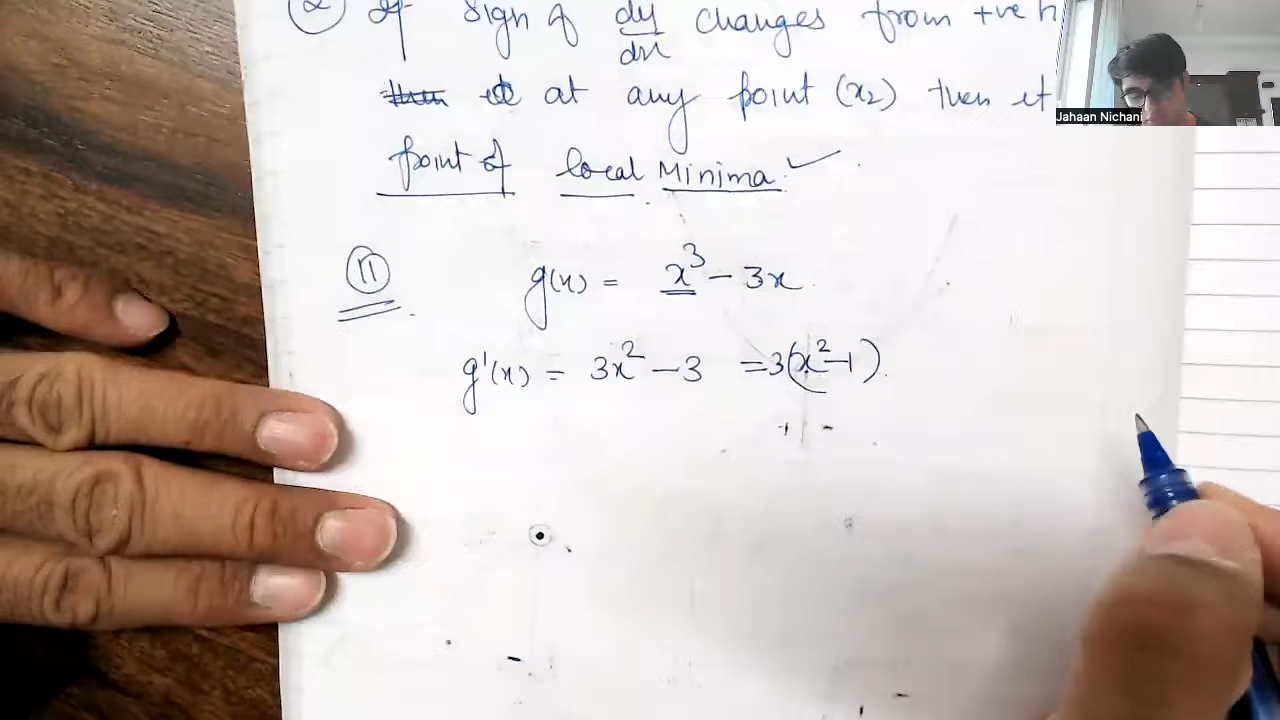 ② If sign of dy/dx changes from +ve
at any point (x₂) then it
Jahaan Nichani
point of local Minima. ✓
⑪ g(x) = x³ - 3x
g'(x) = 3x² - 3 = 3(x² - 1)
+ -